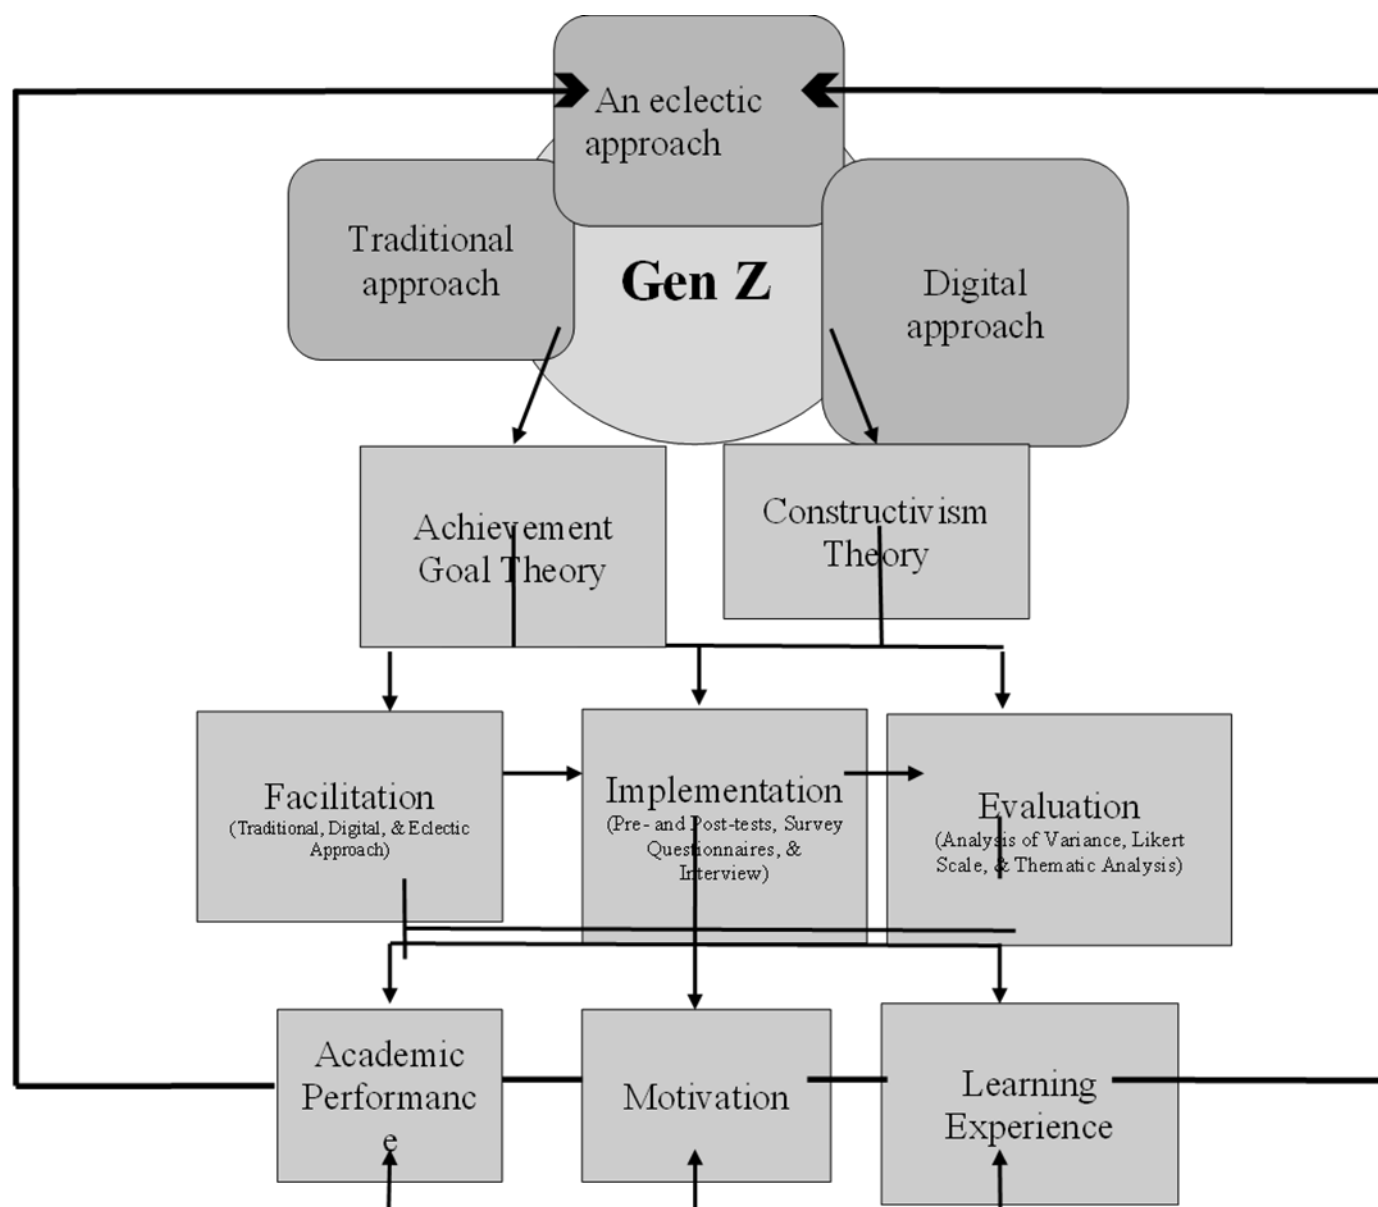 An eclectic
approach
Traditional
approach
Gen Z
Digital
approach
Achievement
Goal Theory
Constructivism
Theory
Facilitation
(Traditional, Digital, & Eclectic
Approach)
Implementation
(Pre- and Post-tests, Survey
Questionnaires, &
Interview)
Evaluation
(Analysis of Variance, Likert
Scale, & Thematic Analysis)
Academic
Performanc
e
Motivation
Learning
Experience